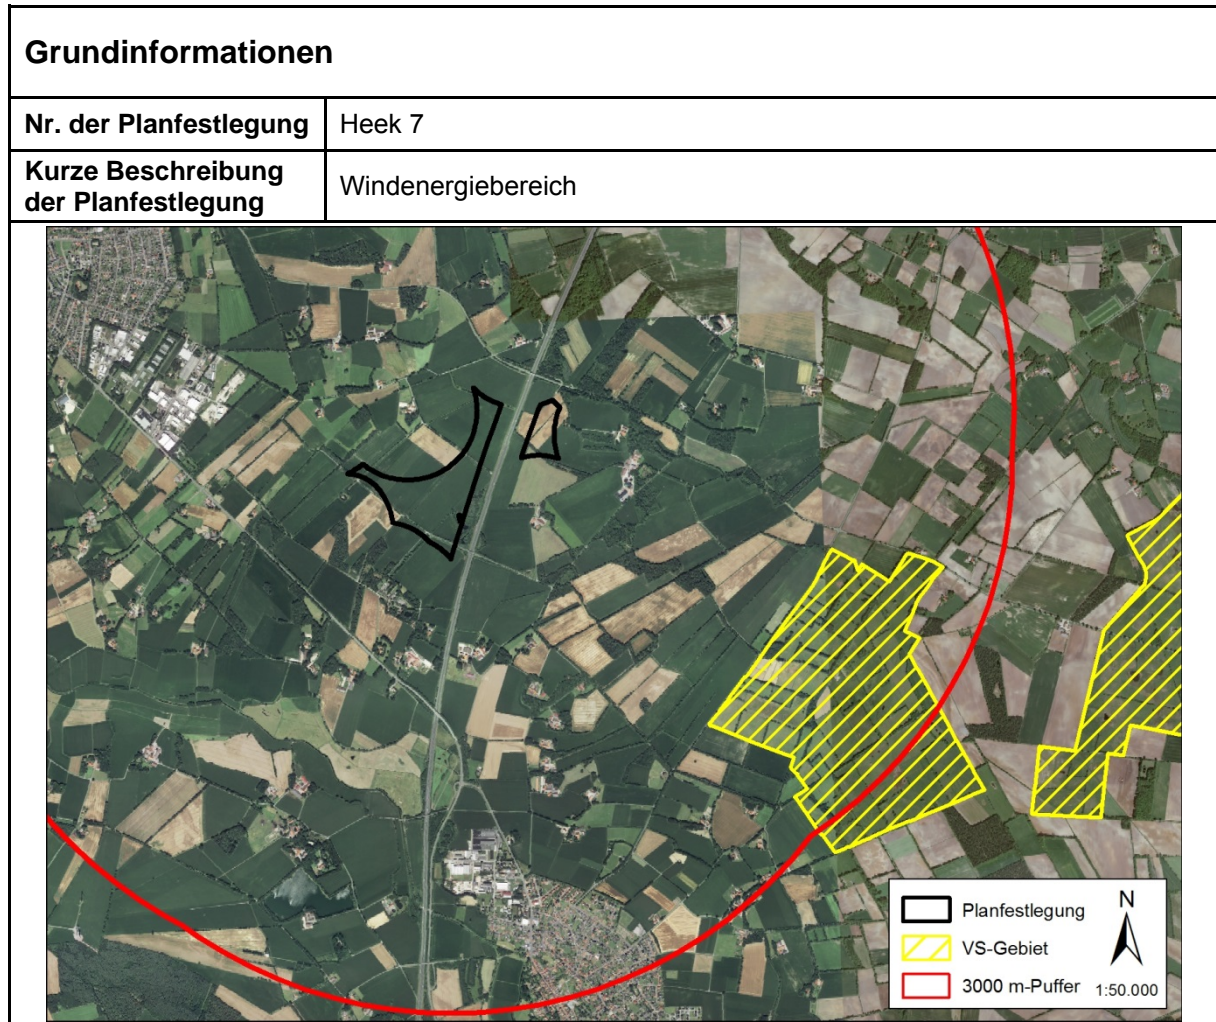 Grundinformationen
Nr. der Planfestlegung Heek 7
Kurze Beschreibung
der Planfestlegung Windenergiebereich
Planfestlegung
VS-Gebiet
3000 m-Puffer
N
1:50.000